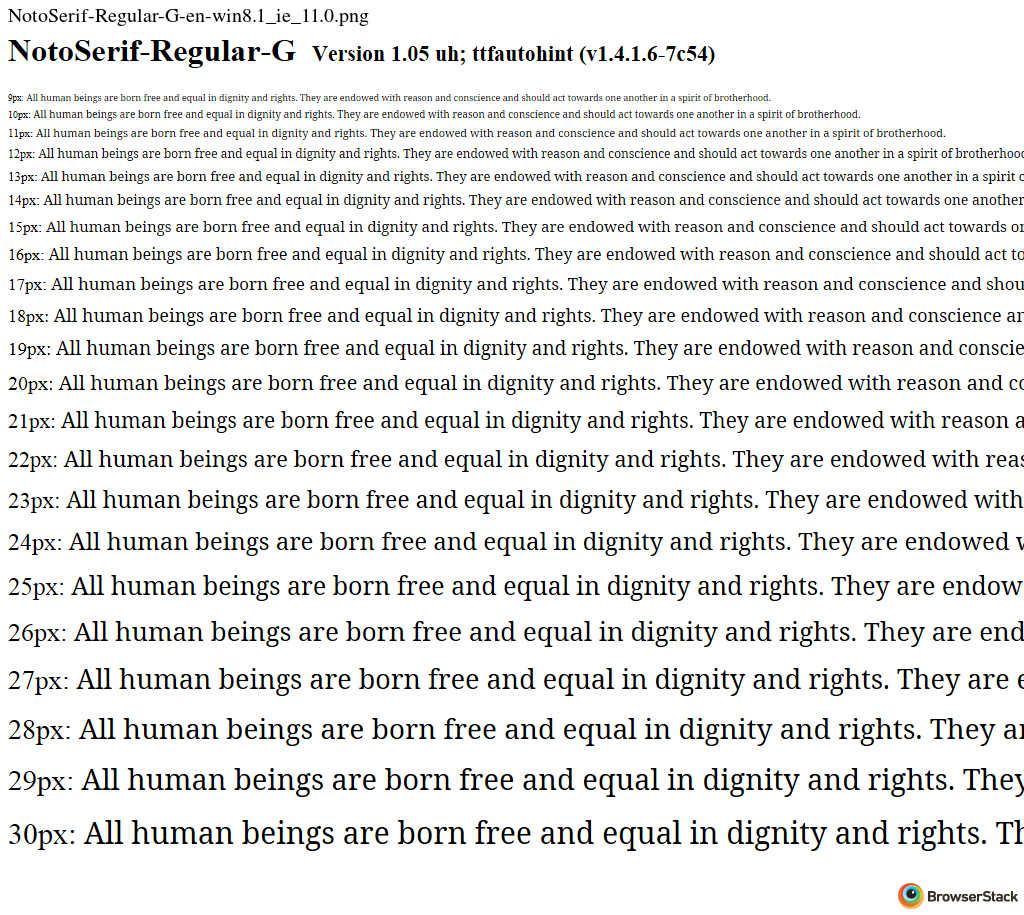 NotoSerif-Regular-G-en-win8.1_ie_11.0.png
NotoSerif-Regular-G Version 1.05 uh; ttfautohint (v1.4.1.6-7c54)
9px: All human beings are born free and equal in dignity and rights. They are endowed with reason and conscience and should act towards one another in a spirit of brotherhood.
10px: All human beings are born free and equal in dignity and rights. They are endowed with reason and conscience and should act towards one another in a spirit of brotherhood.
11px: All human beings are born free and equal in dignity and rights. They are endowed with reason and conscience and should act towards one another in a spirit of brotherhood.
12px: All human beings are born free and equal in dignity and rights. They are endowed with reason and conscience and should act towards one another in a spirit of brotherhoo
13px: All human beings are born free and equal in dignity and rights. They are endowed with reason and conscience and should act towards one another in a spirit o
14px: All human beings are born free and equal in dignity and rights. They are endowed with reason and conscience and should act towards one another
15px: All human beings are born free and equal in dignity and rights. They are endowed with reason and conscience and should act towards or
16px: All human beings are born free and equal in dignity and rights. They are endowed with reason and conscience and should act to
17px: All human beings are born free and equal in dignity and rights. They are endowed with reason and conscience and shou
18px: All human beings are born free and equal in dignity and rights. They are endowed with reason and conscience ar
19px: All human beings are born free and equal in dignity and rights. They are endowed with reason and conscie
20px: All human beings are born free and equal in dignity and rights. They are endowed with reason and co
21px: All human beings are born free and equal in dignity and rights. They are endowed with reason a
22px: All human beings are born free and equal in dignity and rights. They are endowed with reas
23px: All human beings are born free and equal in dignity and rights. They are endowed with
24px: All human beings are born free and equal in dignity and rights. They are endowed v
25px: All human beings are born free and equal in dignity and rights. They are endow
26px: All human beings are born free and equal in dignity and rights. They are end
27px: All human beings are born free and equal in dignity and rights. They are e
28px: All human beings are born free and equal in dignity and rights. They ar
29px: All human beings are born free and equal in dignity and rights. They
30px: All human beings are born free and equal in dignity and rights. Th
BrowserStack